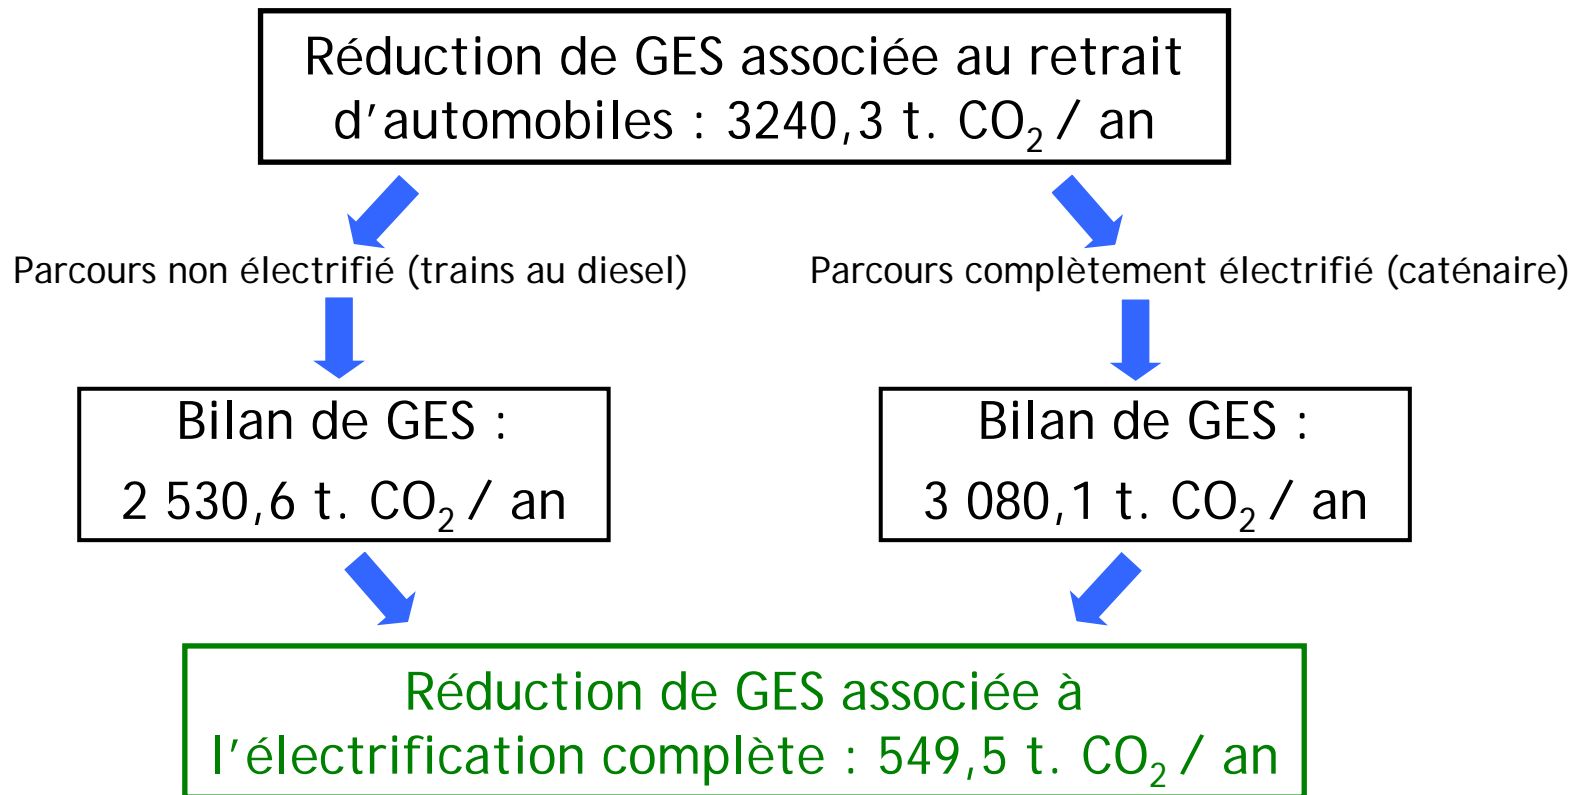 Réduction de GES associée au retrait
d’automobiles : 3240,3 t. CO₂ / an
Parcours non électrifié (trains au diesel)
Parcours complètement électrifié (caténaire)
Bilan de GES :
2 530,6 t. CO₂ / an
Bilan de GES :
3 080,1 t. CO₂ / an
Réduction de GES associée à
l’électrification complète : 549,5 t. CO₂ / an